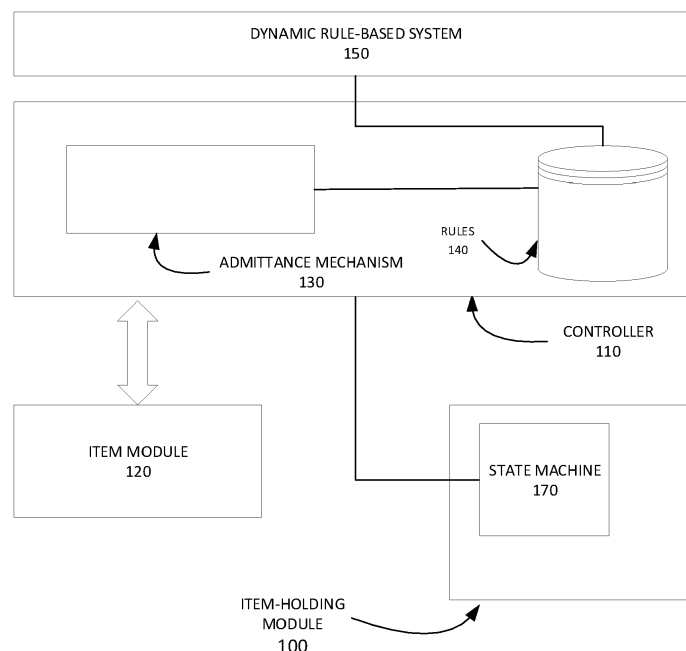 DYNAMIC RULE-BASED SYSTEM
150
RULES
140
ADMITTANCE MECHANISM
130
CONTROLLER
110
ITEM MODULE
120
STATE MACHINE
170
ITEM-HOLDING
MODULE
100